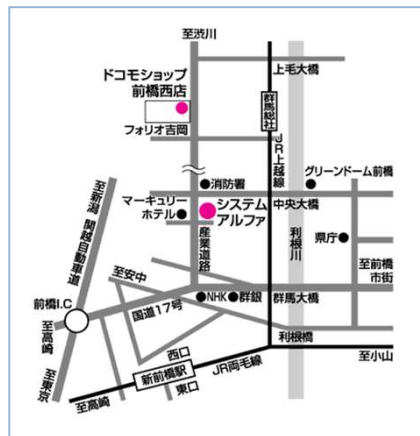 至渋川
ドコモショップ
前橋西店
フォリオ吉岡
上毛大橋
群馬総社
JR上越線
消防署
グリーンドーム前橋
マーキュリー
ホテル
システム
アルファ
中央大橋
利根川
県庁
産業道路
至新潟
関越自動車道
至安中
至前橋
市街
前橋I.C
NHK
群銀
群馬大橋
国道17号
至高崎
至東京
利根橋
西口
新前橋駅
東口
JR両毛線
至高崎
至小山